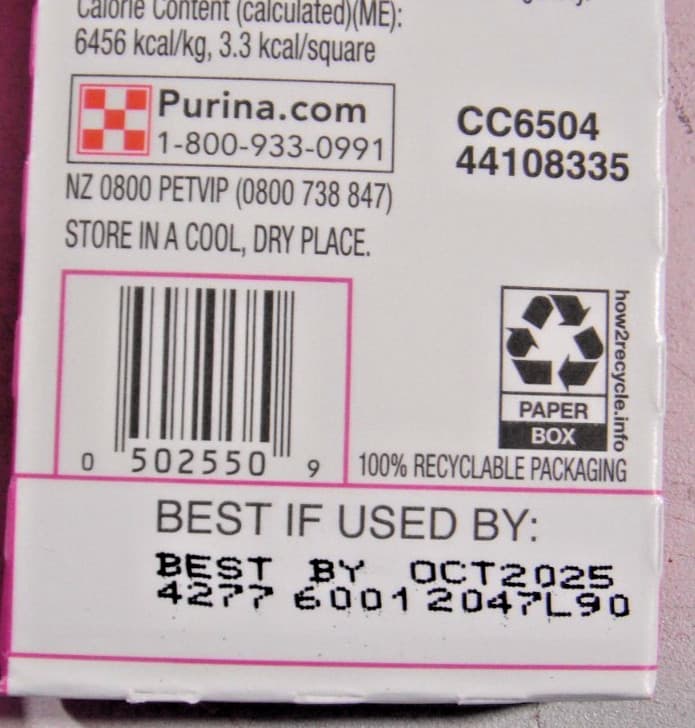 Calorie Content (calculated)(ME):
6456 kcal/kg, 3.3 kcal/square
Purina.com
1-800-933-0991
CC6504
44108335
NZ 0800 PETVIP (0800 738 847)
STORE IN A COOL, DRY PLACE.
0 502550 9
how2recycle.info
PAPER
BOX
100% RECYCLABLE PACKAGING
BEST IF USED BY:
BEST BY OCT2025
4277 6001 2047L90